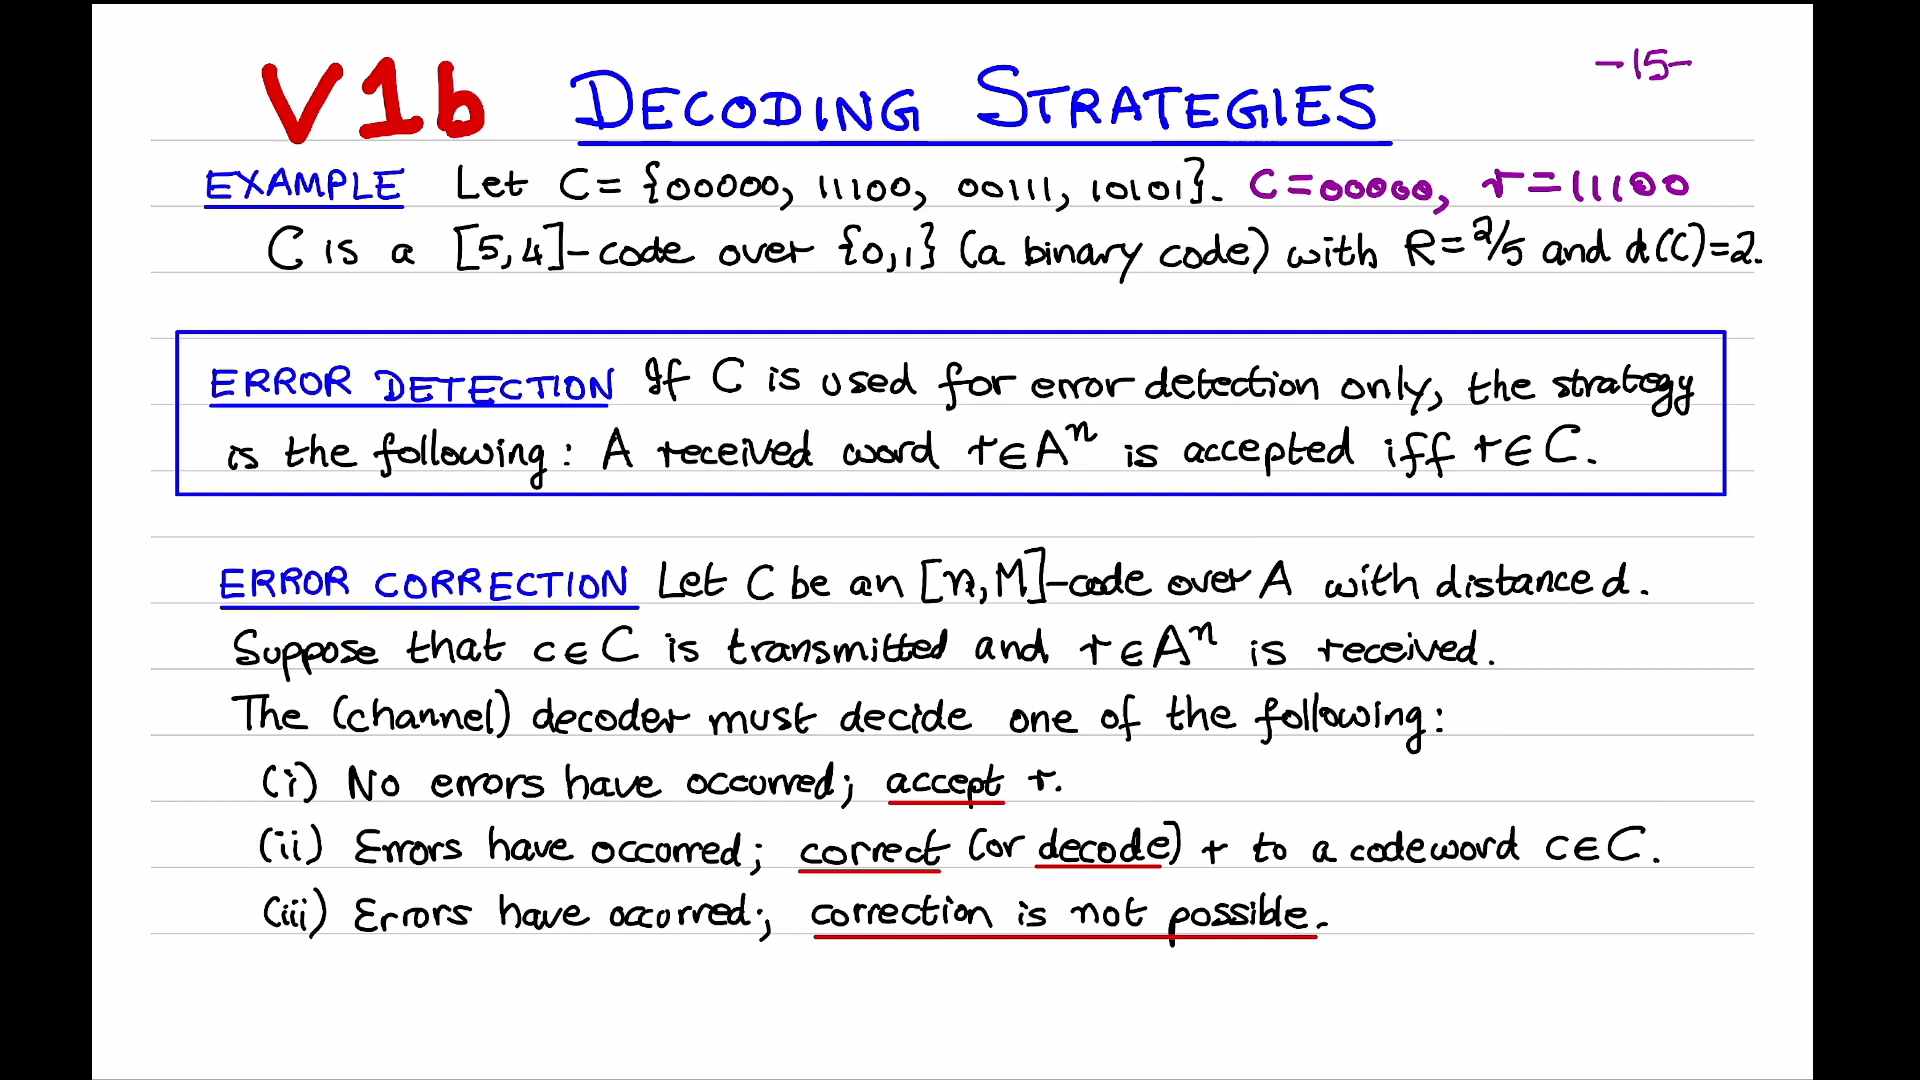 -15-
V1b DECODING STRATEGIES
EXAMPLE Let C = {00000, 11100, 00111, 10101}. C=00000, r=11100
C is a [5,4]-code over {0,1} (a binary code) with R=2/5 and d(C)=2.
ERROR DETECTION If C is used for error detection only, the strategy
is the following: A received word r∈Aⁿ is accepted iff r∈C.
ERROR CORRECTION Let C be an [n,M]-code over A with distance d.
Suppose that c∈C is transmitted and r∈Aⁿ is received.
The (channel) decoder must decide one of the following:
(i) No errors have occurred; accept r.
(ii) Errors have occurred; correct (or decode) r to a codeword c∈C.
(iii) Errors have occurred; correction is not possible.